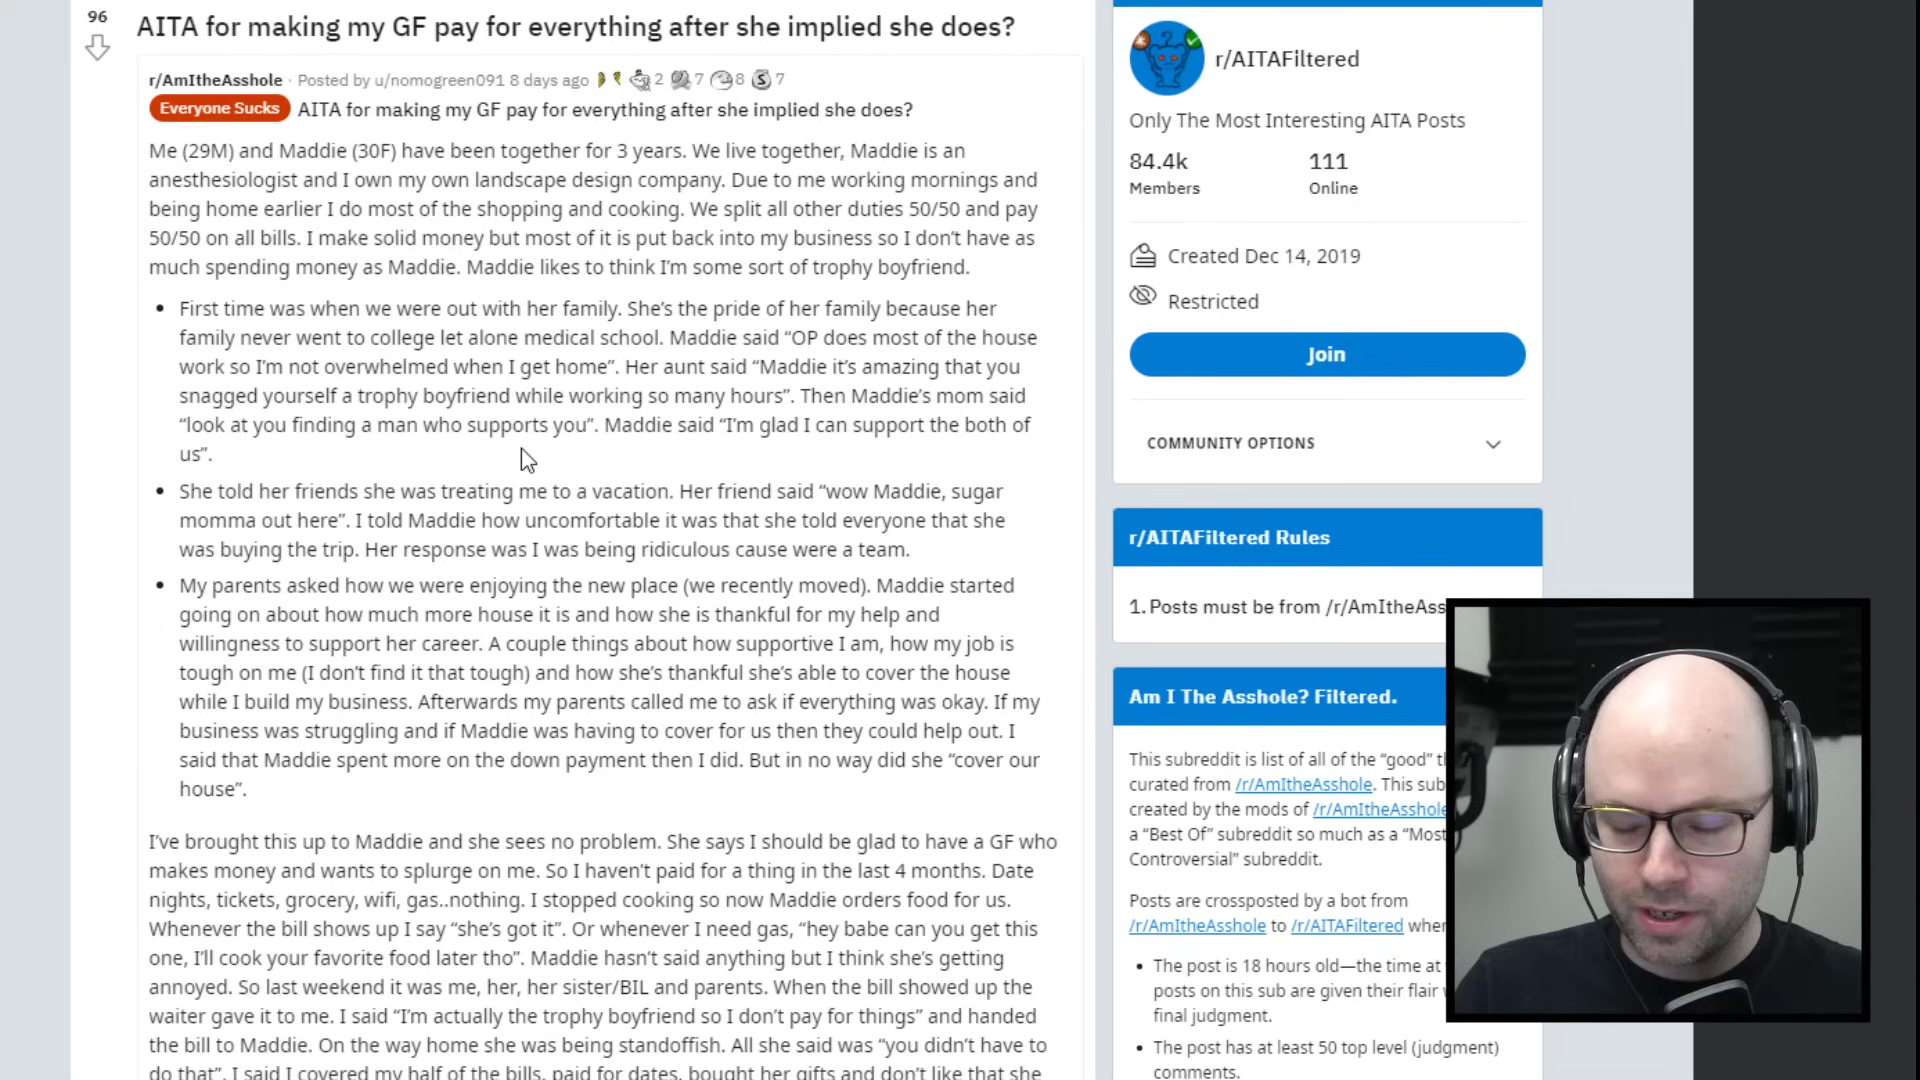 96
AITA for making my GF pay for everything after she implied she does?
r/AmItheAsshole · Posted by u/nomogreen091 8 days ago 2 7 8 7
Everyone Sucks AITA for making my GF pay for everything after she implied she does?
Me (29M) and Maddie (30F) have been together for 3 years. We live together, Maddie is an
anesthesiologist and I own my own landscape design company. Due to me working mornings and
being home earlier I do most of the shopping and cooking. We split all other duties 50/50 and pay
50/50 on all bills. I make solid money but most of it is put back into my business so I don't have as
much spending money as Maddie. Maddie likes to think I'm some sort of trophy boyfriend.
• First time was when we were out with her family. She's the pride of her family because her
family never went to college let alone medical school. Maddie said “OP does most of the house
work so I'm not overwhelmed when I get home”. Her aunt said “Maddie it's amazing that you
snagged yourself a trophy boyfriend while working so many hours”. Then Maddie's mom said
“look at you finding a man who supports you”. Maddie said “I'm glad I can support the both of
us”.
• She told her friends she was treating me to a vacation. Her friend said “wow Maddie, sugar
momma out here”. I told Maddie how uncomfortable it was that she told everyone that she
was buying the trip. Her response was I was being ridiculous cause were a team.
• My parents asked how we were enjoying the new place (we recently moved). Maddie started
going on about how much more house it is and how she is thankful for my help and
willingness to support her career. A couple things about how supportive I am, how my job is
tough on me (I don't find it that tough) and how she's thankful she's able to cover the house
while I build my business. Afterwards my parents called me to ask if everything was okay. If my
business was struggling and if Maddie was having to cover for us then they could help out. I
said that Maddie spent more on the down payment then I did. But in no way did she “cover our
house”.
I've brought this up to Maddie and she sees no problem. She says I should be glad to have a GF who
makes money and wants to splurge on me. So I haven't paid for a thing in the last 4 months. Date
nights, tickets, grocery, wifi, gas..nothing. I stopped cooking so now Maddie orders food for us.
Whenever the bill shows up I say “she's got it”. Or whenever I need gas, “hey babe can you get this
one, I'll cook your favorite food later tho”. Maddie hasn't said anything but I think she's getting
annoyed. So last weekend it was me, her, her sister/BIL and parents. When the bill showed up the
waiter gave it to me. I said “I'm actually the trophy boyfriend so I don't pay for things” and handed
the bill to Maddie. On the way home she was being standoffish. All she said was “you didn't have to
do that”. I said I covered my half of the bills, paid for dates, bought her gifts and don't like that she
r/AITAFiltered
Only The Most Interesting AITA Posts
84.4k 111
Members Online
Created Dec 14, 2019
Restricted
Join
COMMUNITY OPTIONS
r/AITAFiltered Rules
1. Posts must be from /r/AmItheAss
Am I The Asshole? Filtered.
This subreddit is list of all of the “good” t
curated from /r/AmItheAsshole. This sub
created by the mods of /r/AmItheAsshole
a “Best Of” subreddit so much as a “Most
Controversial” subreddit.
Posts are crossposted by a bot from
/r/AmItheAsshole to /r/AITAFiltered wher
• The post is 18 hours old—the time at
posts on this sub are given their flair
final judgment.
• The post has at least 50 top level (judgment)
comments.